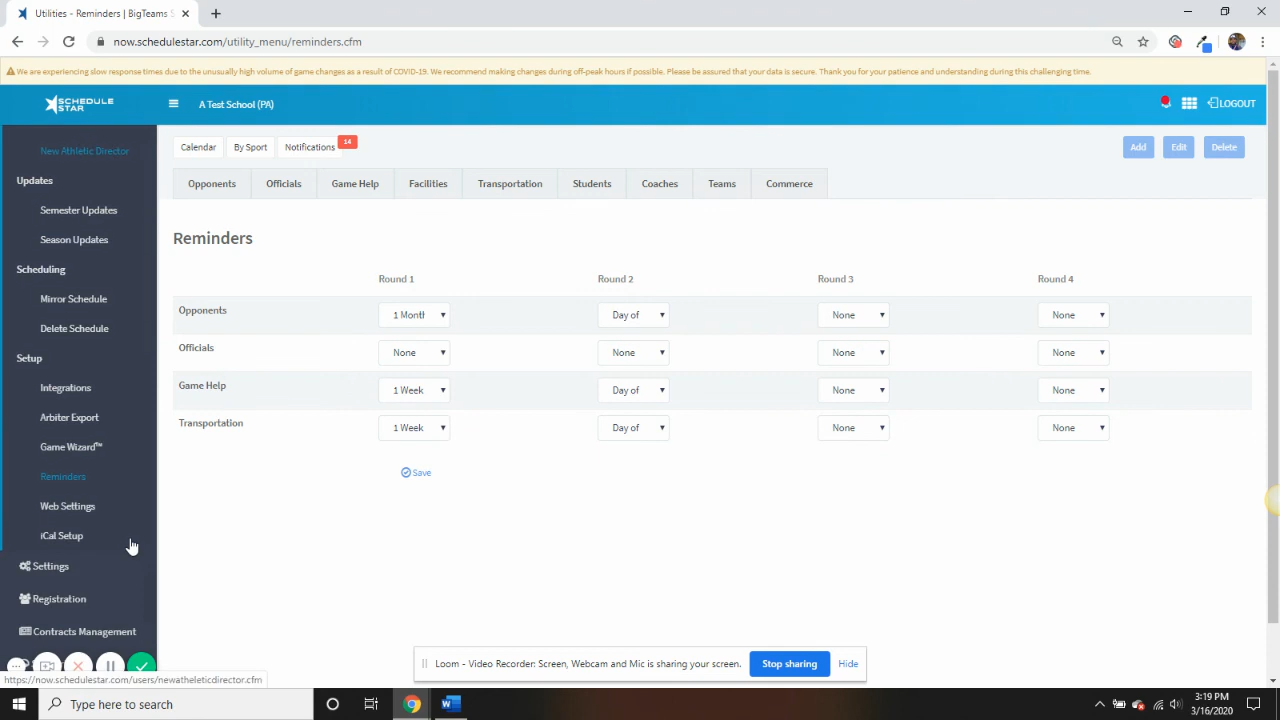 Utilities - Reminders | BigTeams S
now.schedulestar.com/utility_menu/reminders.cfm
We are experiencing slow response times due to the unusually high volume of game changes as a result of COVID-19. We recommend making changes during off-peak hours if possible. Please be assured that your data is secure. Thank you for your patience and understanding during this challenging time.
SCHEDULE STAR
A Test School (PA)
LOGOUT
New Athletic Director
Updates
Semester Updates
Season Updates
Scheduling
Mirror Schedule
Delete Schedule
Setup
Integrations
Arbiter Export
Game Wizard™
Reminders
Web Settings
iCal Setup
Settings
Registration
Contracts Management
Calendar By Sport Notifications 14 Add Edit Delete
Opponents Officials Game Help Facilities Transportation Students Coaches Teams Commerce
Reminders
Round 1 Round 2 Round 3 Round 4
Opponents 1 Month Day of None None
Officials None None None None
Game Help 1 Week Day of None None
Transportation 1 Week Day of None None
Save
Loom - Video Recorder: Screen, Webcam and Mic is sharing your screen. Stop sharing Hide
https://now.schedulestar.com/users/newatheleticdirector.cfm
Type here to search
3:19 PM
3/16/2020